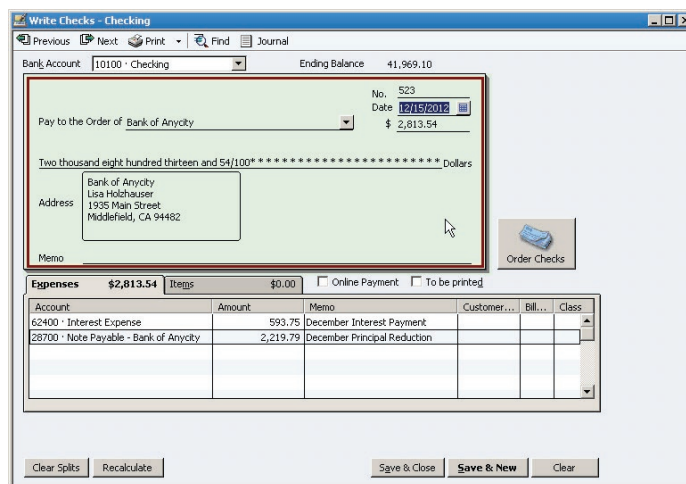 Write Checks - Checking
Previous Next Print Find Journal
Bank Account 10100 · Checking Ending Balance 41,969.10
No. 523
Date 12/15/2012
Pay to the Order of Bank of Anycity $ 2,813.54
Two thousand eight hundred thirteen and 54/100* * * * * * * * * * * * * * * * * * * * * * * * Dollars
Address
Bank of Anycity
Lisa Holzhauser
1935 Main Street
Middlefield, CA 94482
Memo
Order Checks
Expenses $2,813.54 Items $0.00 Online Payment To be printed
Account Amount Memo Customer... Bill... Class
62400 · Interest Expense 593.75 December Interest Payment
28700 · Note Payable - Bank of Anycity 2,219.79 December Principal Reduction
Clear Splits Recalculate Save & Close Save & New Clear